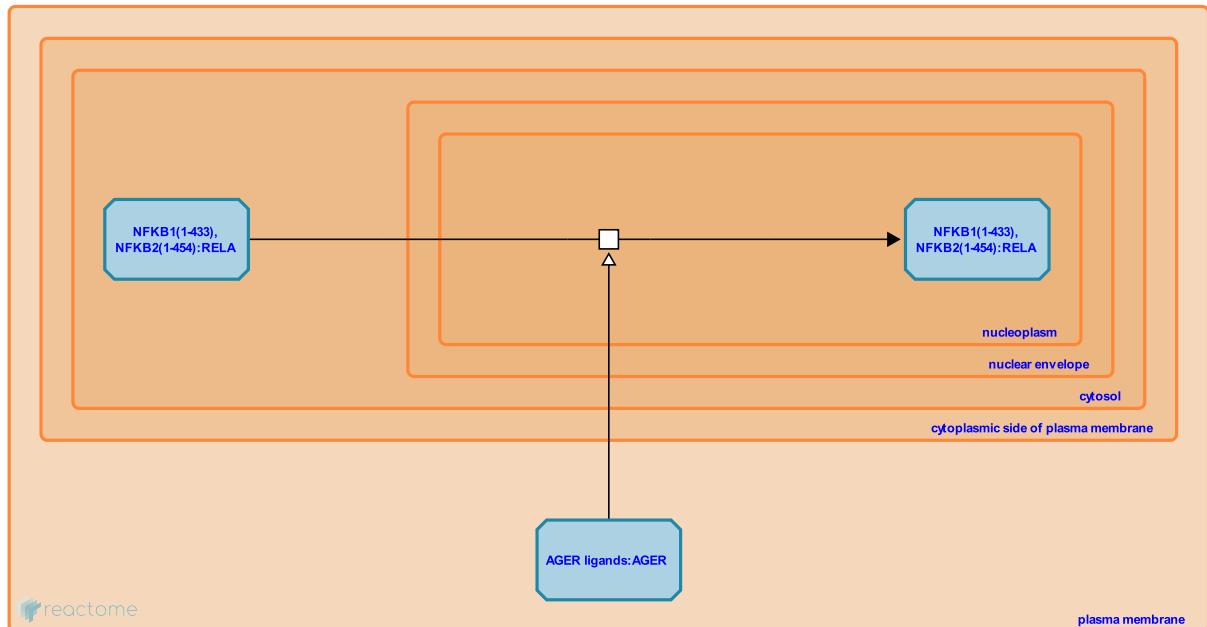 NFKB1(1-433),
NFKB2(1-454):RELA
NFKB1(1-433),
NFKB2(1-454):RELA
nucleoplasm
nuclear envelope
cytosol
cytoplasmic side of plasma membrane
AGER ligands:AGER
reactome
plasma membrane